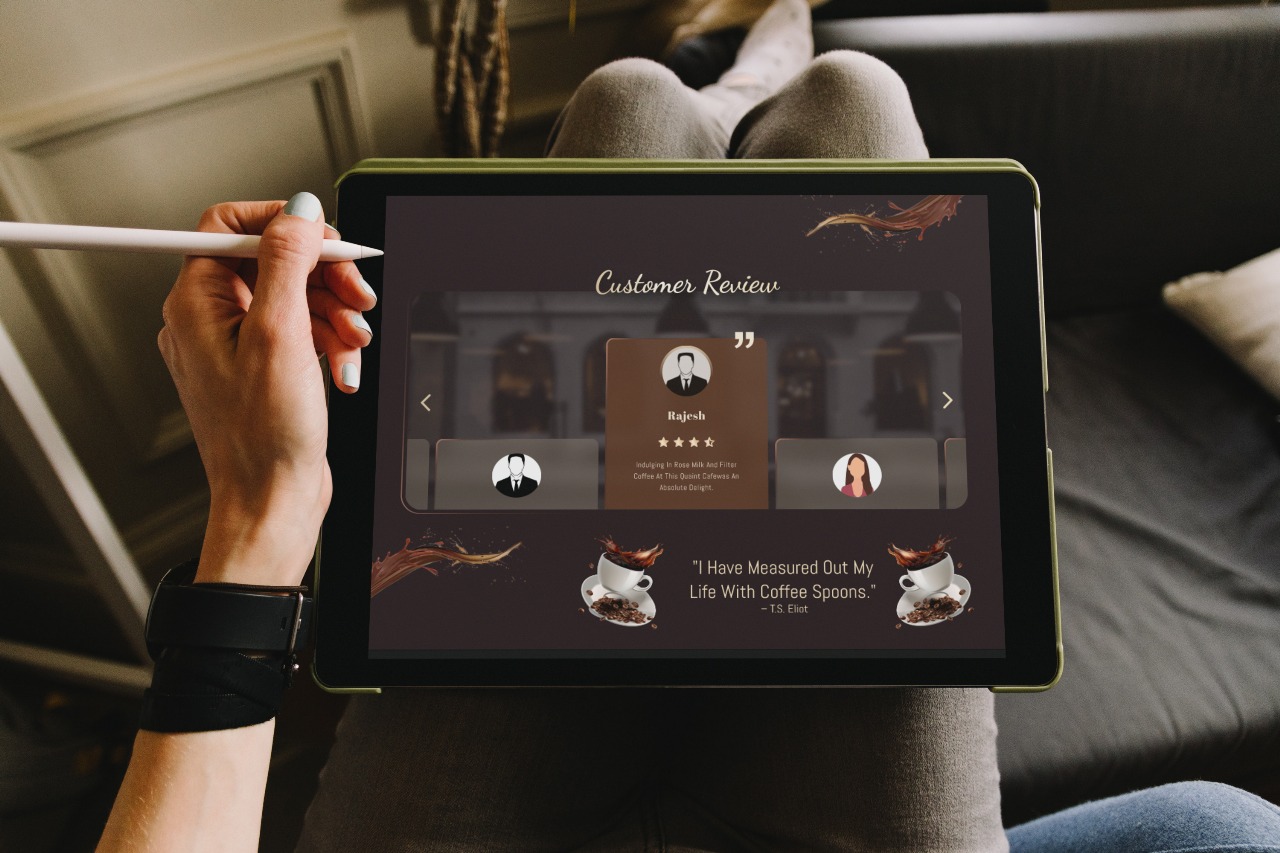 Customer Review
”
Rajesh
Indulging In Rose Milk And Filter
Coffee At This Quaint Cafewas An
Absolute Delight.
"I Have Measured Out My
Life With Coffee Spoons."
– T.S. Eliot